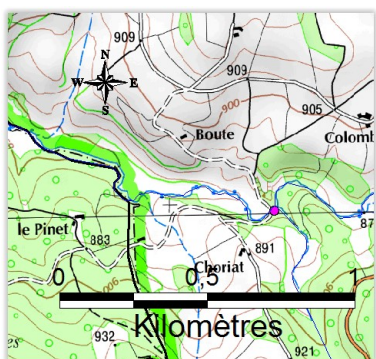 909
N
W E
S
909
900
905
Boute
Colomb
le Pinet
883
87
891
Choriat
0 0,5 1
Kilomètres
932
921
es